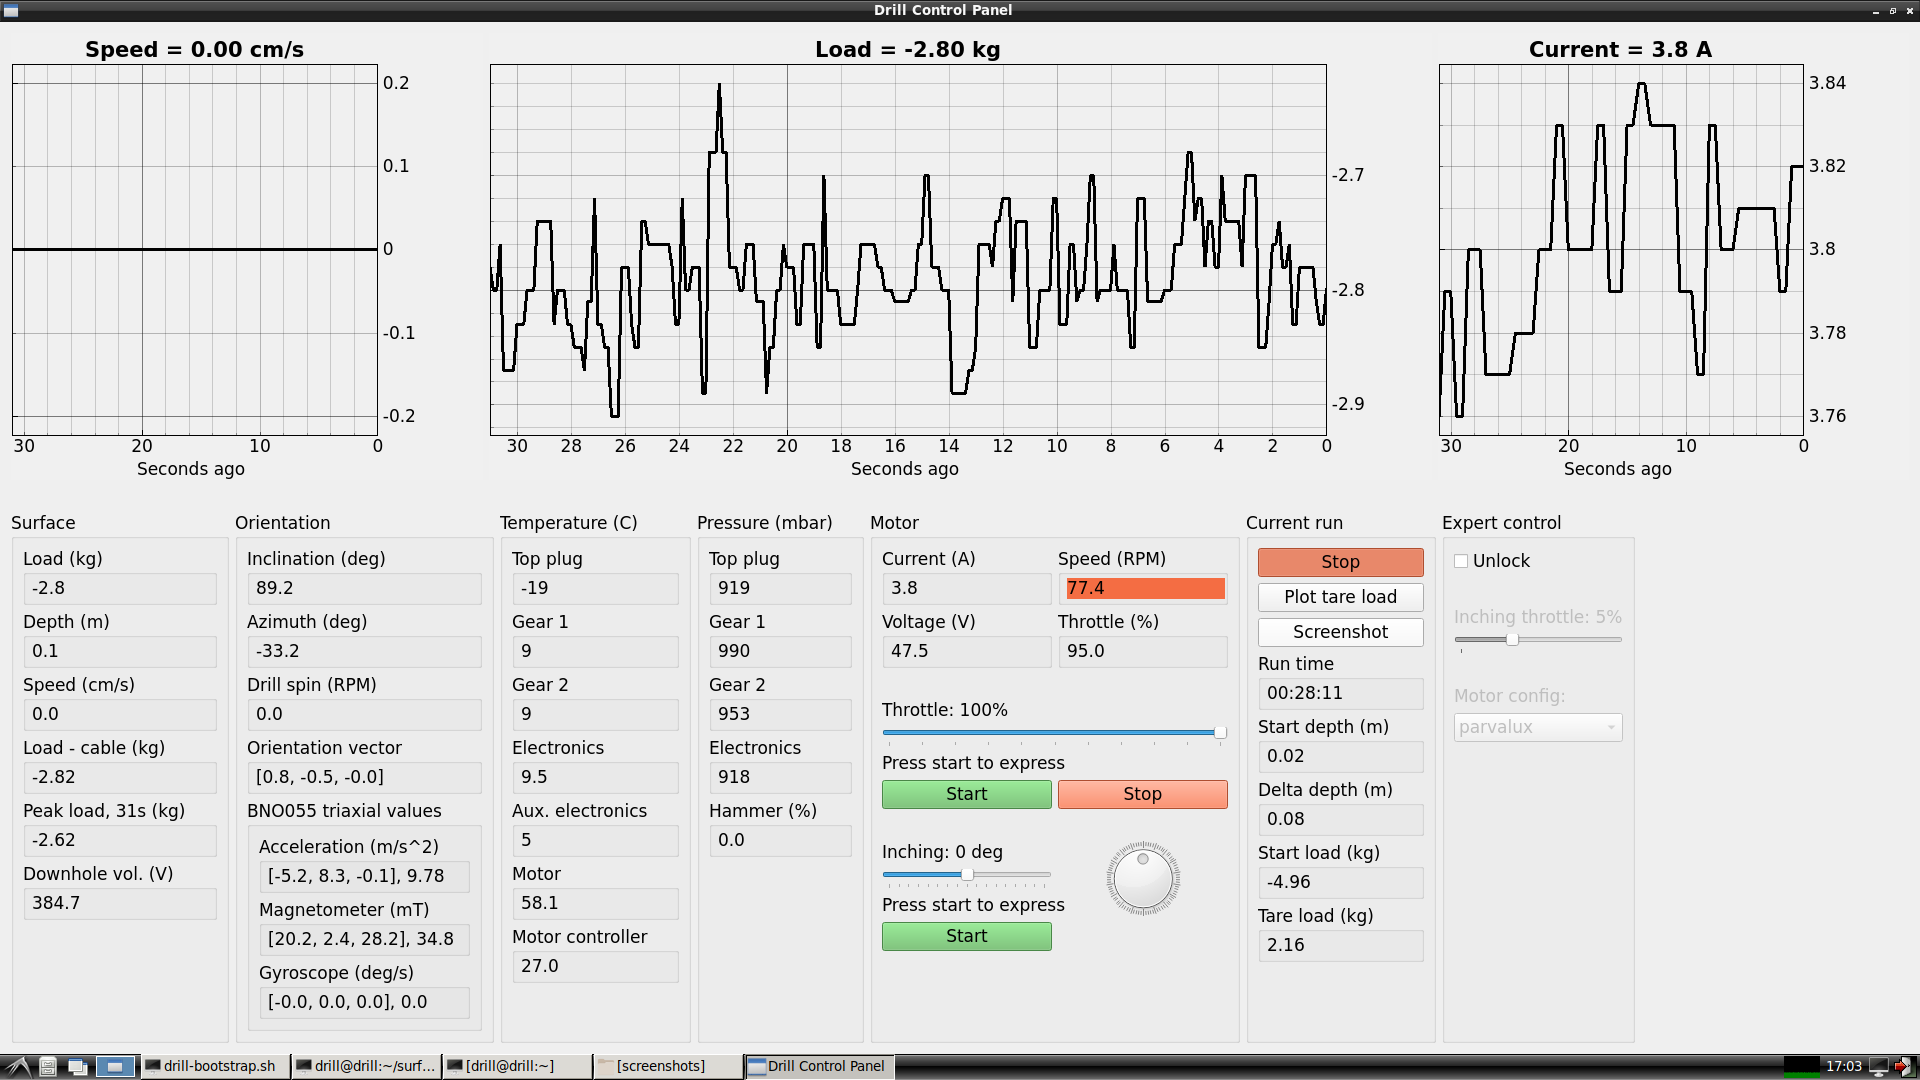 Drill Control Panel
Speed = 0.00 cm/s
0.2
0.1
0
-0.1
-0.2
30 20 10 0
Seconds ago
Load = -2.80 kg
-2.7
-2.8
-2.9
30 28 26 24 22 20 18 16 14 12 10 8 6 4 2 0
Seconds ago
Current = 3.8 A
3.84
3.82
3.8
3.78
3.76
30 20 10 0
Seconds ago
Surface
Load (kg)
-2.8
Depth (m)
0.1
Speed (cm/s)
0.0
Load - cable (kg)
-2.82
Peak load, 31s (kg)
-2.62
Downhole vol. (V)
384.7
Orientation
Inclination (deg)
89.2
Azimuth (deg)
-33.2
Drill spin (RPM)
0.0
Orientation vector
[0.8, -0.5, -0.0]
BNO055 triaxial values
Acceleration (m/s^2)
[-5.2, 8.3, -0.1], 9.78
Magnetometer (mT)
[20.2, 2.4, 28.2], 34.8
Gyroscope (deg/s)
[-0.0, 0.0, 0.0], 0.0
Temperature (C)
Top plug
-19
Gear 1
9
Gear 2
9
Electronics
9.5
Aux. electronics
5
Motor
58.1
Motor controller
27.0
Pressure (mbar)
Top plug
919
Gear 1
990
Gear 2
953
Electronics
918
Hammer (%)
0.0
Motor
Current (A)
3.8
Speed (RPM)
77.4
Voltage (V)
47.5
Throttle (%)
95.0
Throttle: 100%
Press start to express
Start
Stop
Inching: 0 deg
Press start to express
Start
Current run
Stop
Plot tare load
Screenshot
Run time
00:28:11
Start depth (m)
0.02
Delta depth (m)
0.08
Start load (kg)
-4.96
Tare load (kg)
2.16
Expert control
Unlock
Inching throttle: 5%
Motor config:
parvalux
drill-bootstrap.sh
drill@drill:~/surf...
[drill@drill:~]
[screenshots]
Drill Control Panel
17:03